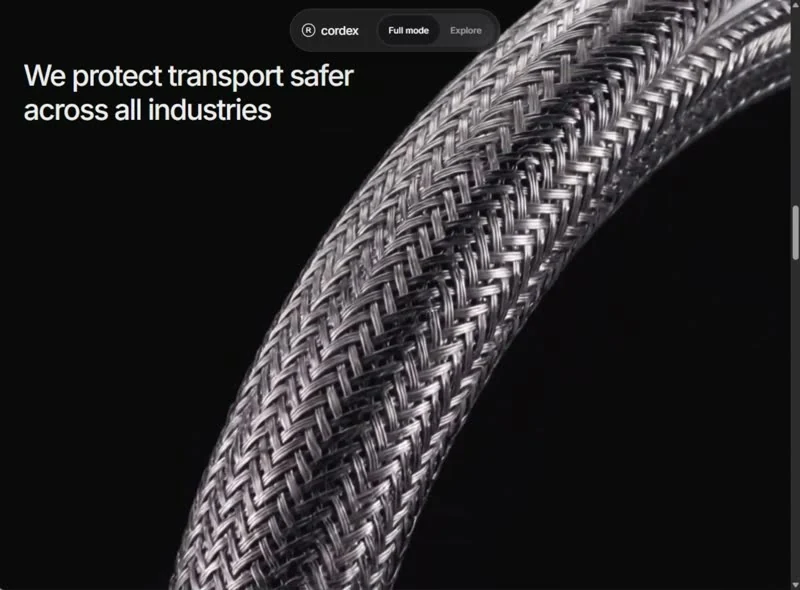 ® cordex
Full mode
Explore
We protect transport safer
across all industries